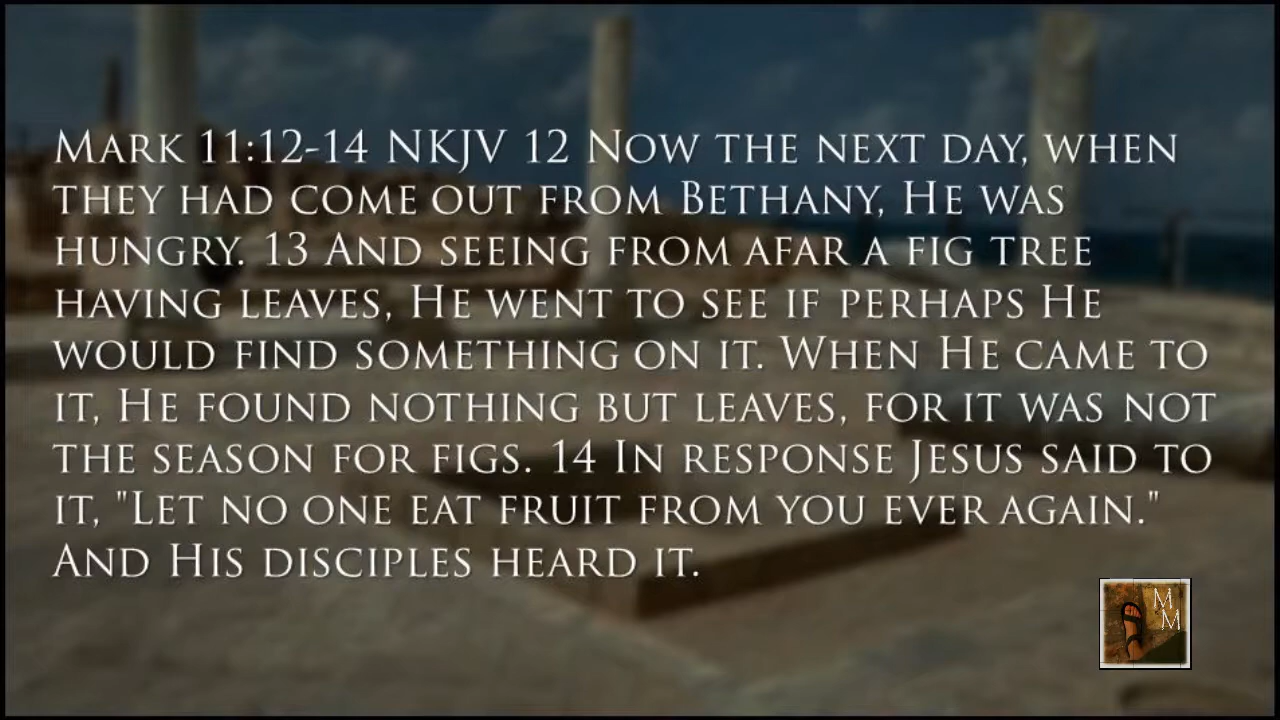 Mark 11:12-14 NKJV 12 Now the next day, when
they had come out from Bethany, He was
hungry. 13 And seeing from afar a fig tree
having leaves, He went to see if perhaps He
would find something on it. When He came to
it, He found nothing but leaves, for it was not
the season for figs. 14 In response Jesus said to
it, "Let no one eat fruit from you ever again."
And His disciples heard it.
M
M